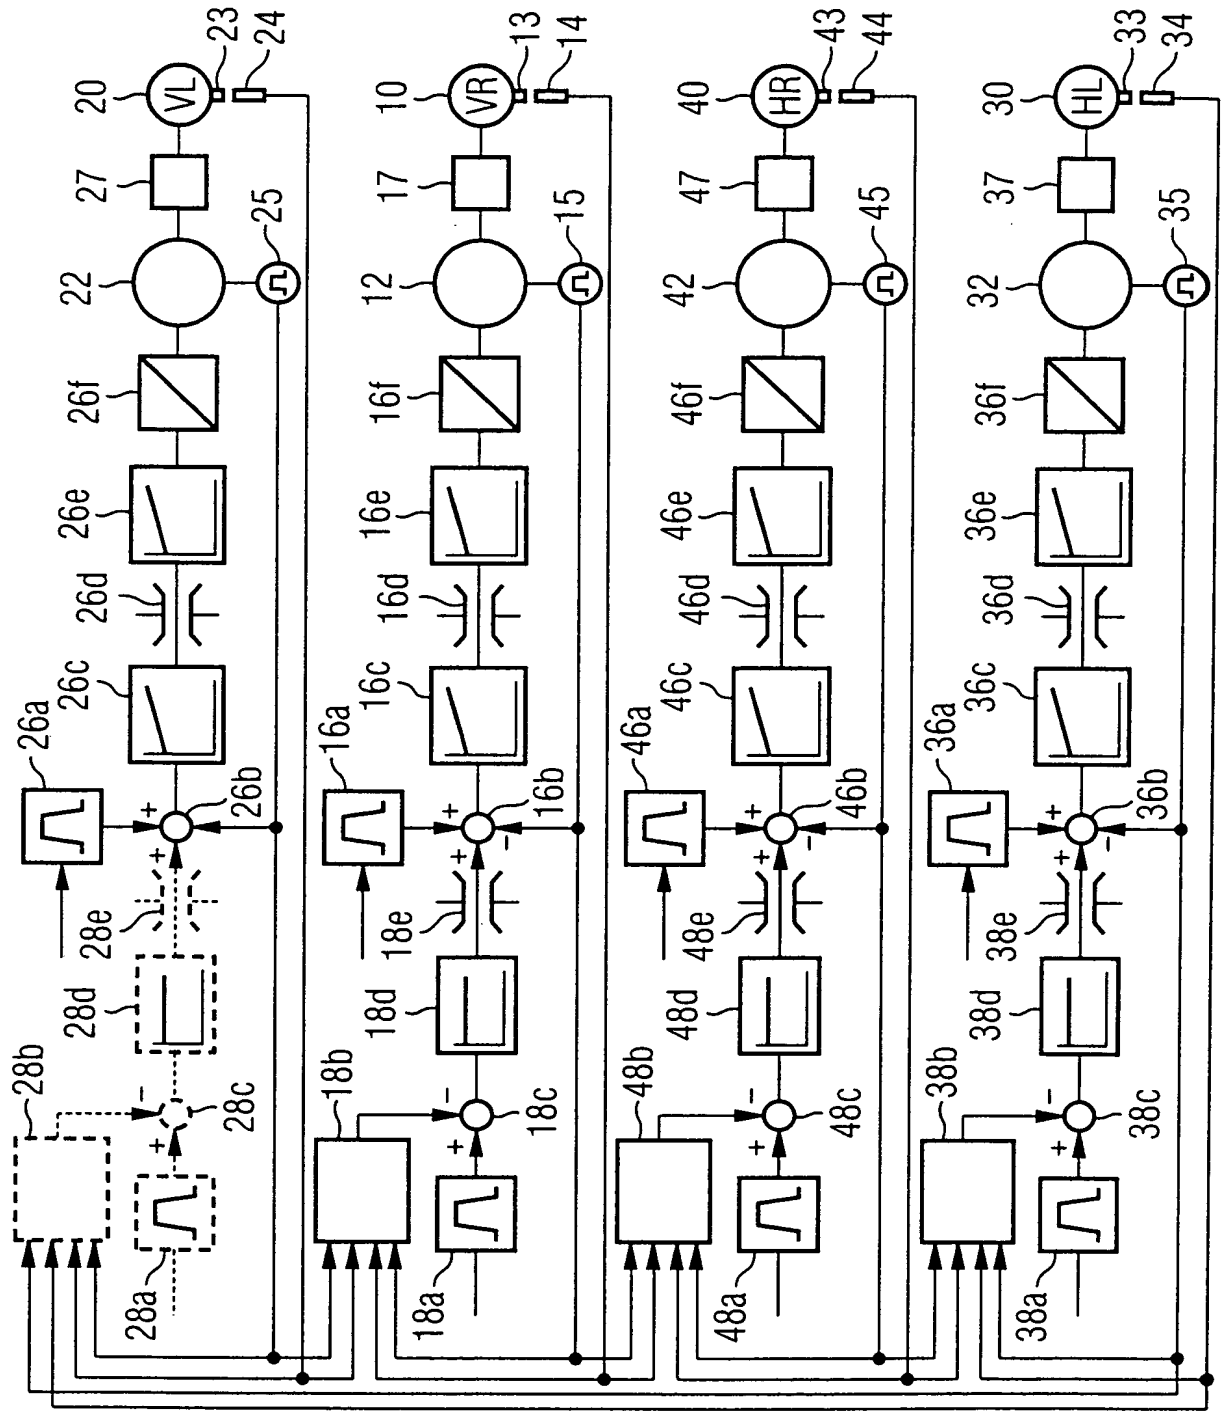 20
VL
23
24
27
22
25
26f
26e
26d
26c
26a
+
26b
+
28e
28d
28b
-
28c
+
28a
10
VR
13
14
17
12
15
16f
16e
16d
16c
16a
+
16b
+
-
18e
18d
18b
-
18c
+
18a
40
HR
43
44
47
42
45
46f
46e
46d
46c
46a
+
46b
+
-
48e
48d
48b
-
48c
+
48a
30
HL
33
34
37
32
35
36f
36e
36d
36c
36a
+
36b
+
-
38e
38d
38b
-
38c
+
38a